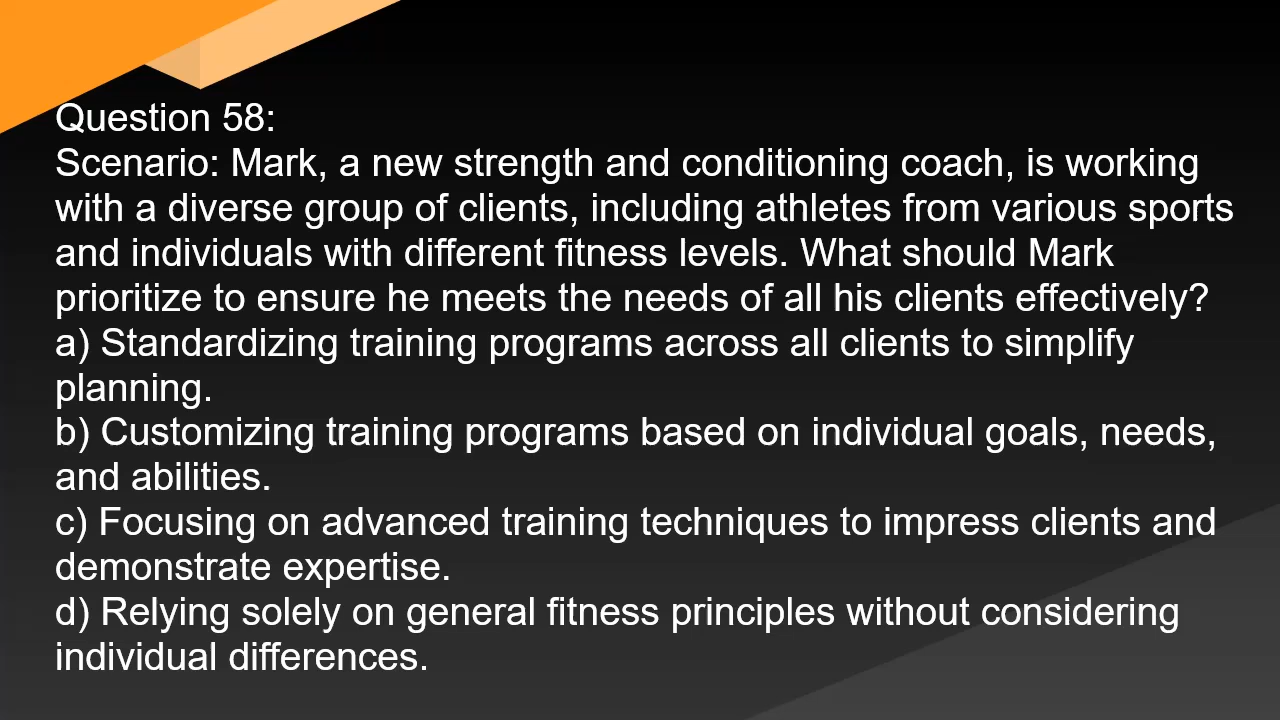 Question 58:
Scenario: Mark, a new strength and conditioning coach, is working
with a diverse group of clients, including athletes from various sports
and individuals with different fitness levels. What should Mark
prioritize to ensure he meets the needs of all his clients effectively?
a) Standardizing training programs across all clients to simplify
planning.
b) Customizing training programs based on individual goals, needs,
and abilities.
c) Focusing on advanced training techniques to impress clients and
demonstrate expertise.
d) Relying solely on general fitness principles without considering
individual differences.